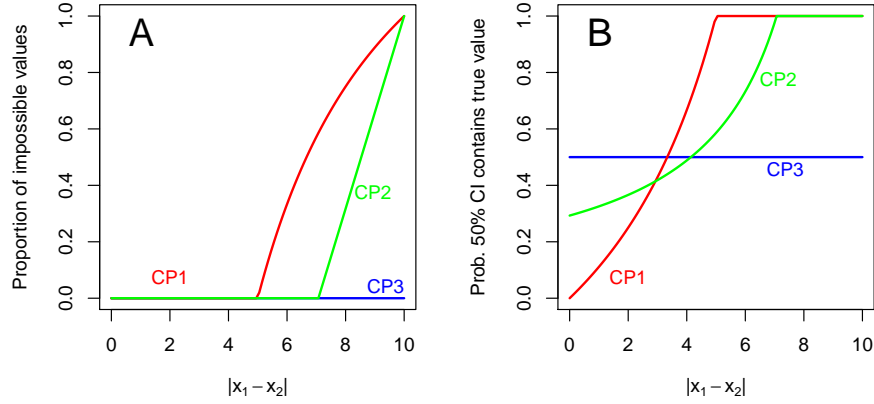 A
Proportion of impossible values
1.0
0.8
0.6
0.4
0.2
0.0
CP1
CP2
CP3
0 2 4 6 8 10
|x₁ − x₂|
B
Prob. 50% CI contains true value
1.0
0.8
0.6
0.4
0.2
0.0
CP2
CP3
CP1
0 2 4 6 8 10
|x₁ − x₂|